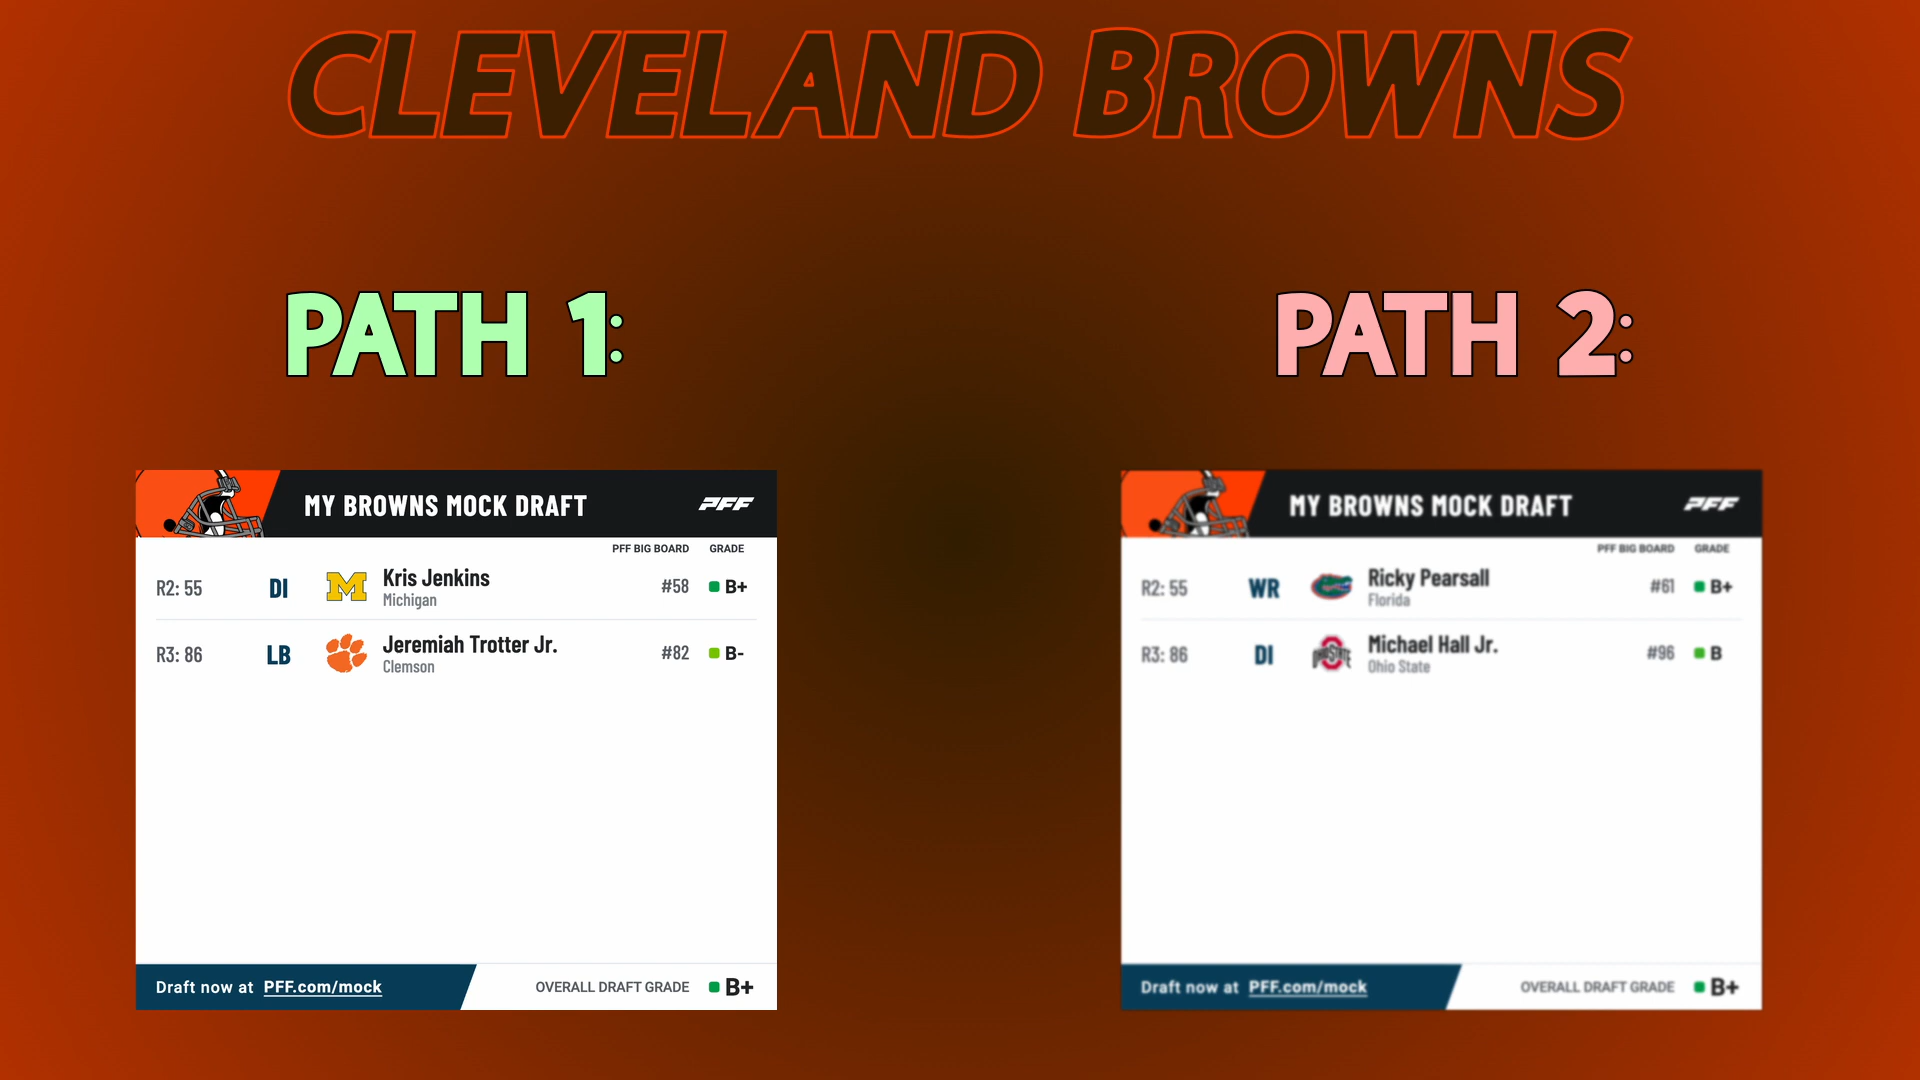 CLEVELAND BROWNS
PATH 1:
MY BROWNS MOCK DRAFT PFF
PFF BIG BOARD GRADE
R2: 55 DI M Kris Jenkins #58 B+
Michigan
R3: 86 LB Jeremiah Trotter Jr. #82 B-
Clemson
Draft now at PFF.com/mock OVERALL DRAFT GRADE B+
PATH 2:
MY BROWNS MOCK DRAFT PFF
PFF BIG BOARD GRADE
R2: 55 WR Ricky Pearsall #61 B+
Florida
R3: 86 DI OHIO STATE Michael Hall Jr. #96 B
Ohio State
Draft now at PFF.com/mock OVERALL DRAFT GRADE B+